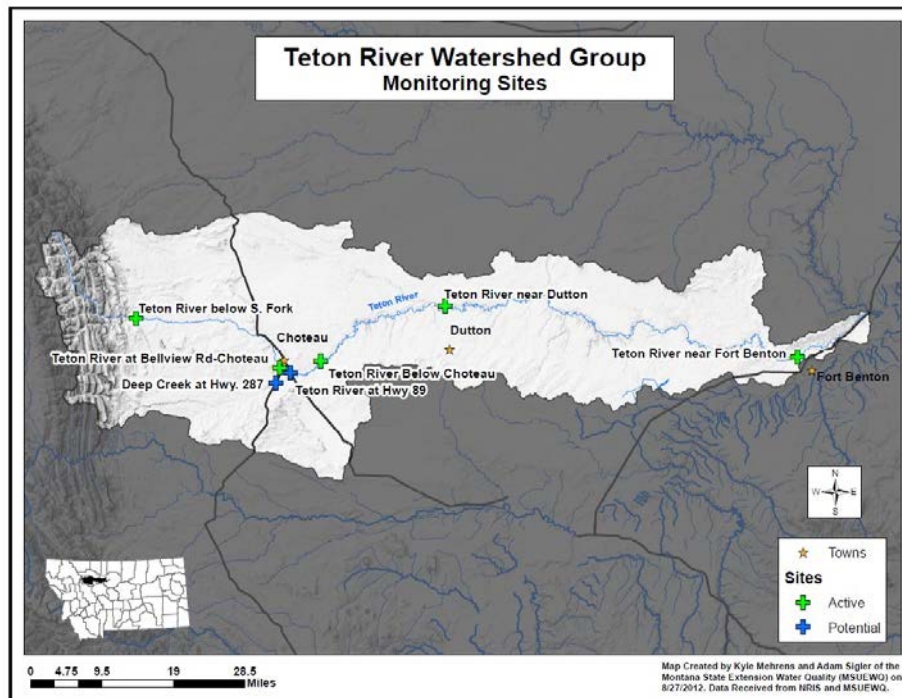 Teton River Watershed Group
Monitoring Sites
Teton River below S. Fork
Teton River
Teton River near Dutton
Choteau
Dutton
Teton River at Bellview Rd-Choteau
Teton River near Fort Benton
Teton River Below Choteau
Deep Creek at Hwy. 287
Teton River at Hwy 89
Fort Benton
N
W E
S
Towns
Sites
Active
Potential
0 4.75 9.5 19 28.5
Miles
Map Created by Kyle Mehrens and Adam Sigler of the
Montana State Extension Water Quality (MSUEWQ) on
8/27/2012. Data Received from NRIS and MSUEWQ.